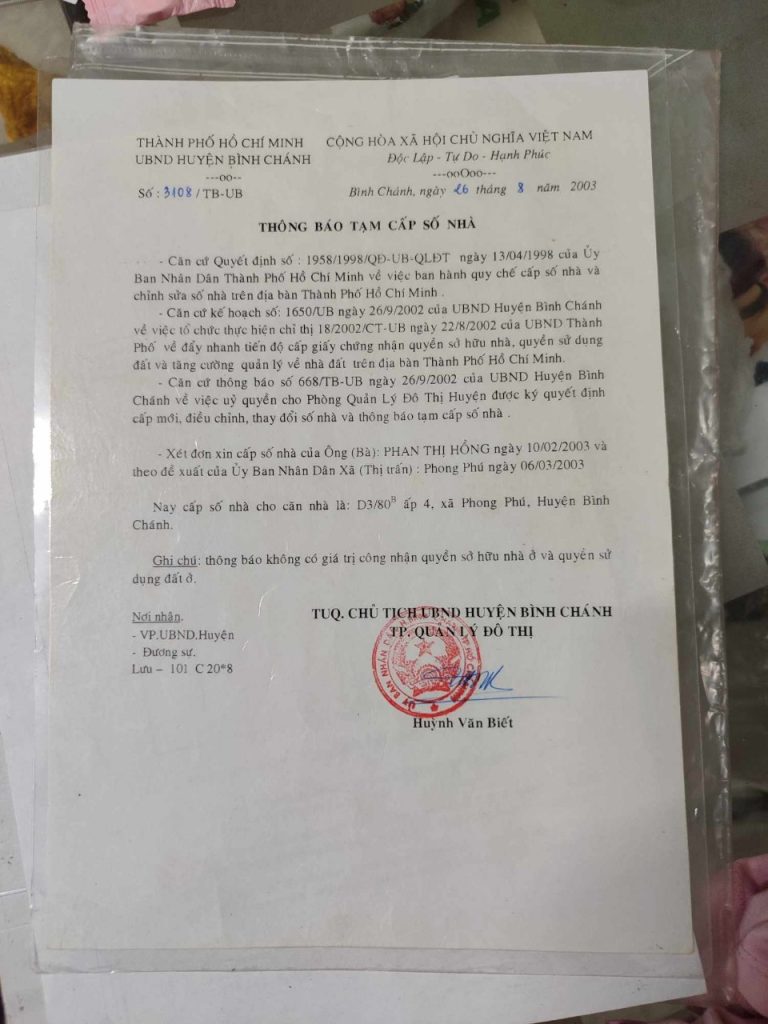 THÀNH PHỐ HỒ CHÍ MINH
UBND HUYỆN BÌNH CHÁNH
---oo--
Số : 3108 / TB-UB
CỘNG HÒA XÃ HỘI CHỦ NGHĨA VIỆT NAM
Độc Lập - Tự Do - Hạnh Phúc
---ooOoo---
Bình Chánh, ngày 26 tháng 8 năm 2003
THÔNG BÁO TẠM CẤP SỐ NHÀ
- Căn cứ Quyết định số : 1958/1998/QĐ-UB-QLĐT ngày 13/04/1998 của Ủy
Ban Nhân Dân Thành Phố Hồ Chí Minh về việc ban hành quy chế cấp số nhà và
chỉnh sửa số nhà trên địa bàn Thành Phố Hồ Chí Minh .
- Căn cứ kế hoạch số: 1650/UB ngày 26/9/2002 của UBND Huyện Bình Chánh
về việc tổ chức thực hiện chỉ thị 18/2002/CT-UB ngày 22/8/2002 của UBND Thành
Phố về đẩy nhanh tiến độ cấp giấy chứng nhận quyền sở hữu nhà, quyền sử dụng
đất và tăng cường quản lý về nhà đất trên địa bàn Thành Phố Hồ Chí Minh.
- Căn cứ thông báo số 668/TB-UB ngày 26/9/2002 của UBND Huyện Bình
Chánh về việc uỷ quyền cho Phòng Quản Lý Đô Thị Huyện được ký quyết định
cấp mới, điều chỉnh, thay đổi số nhà và thông báo tạm cấp số nhà .
- Xét đơn xin cấp số nhà của Ông (Bà): PHAN THỊ HỒNG ngày 10/02/2003 và
theo đề xuất của Ủy Ban Nhân Dân Xã (Thị trấn) : Phong Phú ngày 06/03/2003
Nay cấp số nhà cho căn nhà là: D3/80B ấp 4, xã Phong Phú, Huyện Bình
Chánh.
Ghi chú: thông báo không có giá trị công nhận quyền sở hữu nhà ở và quyền sử
dụng đất ở.
Nơi nhận.
- VP.UBND.Huyện
- Đương sự.
Lưu – 101 C 20*8
TUQ. CHỦ TỊCH UBND HUYỆN BÌNH CHÁNH
TP. QUẢN LÝ ĐÔ THỊ
Huỳnh Văn Biết